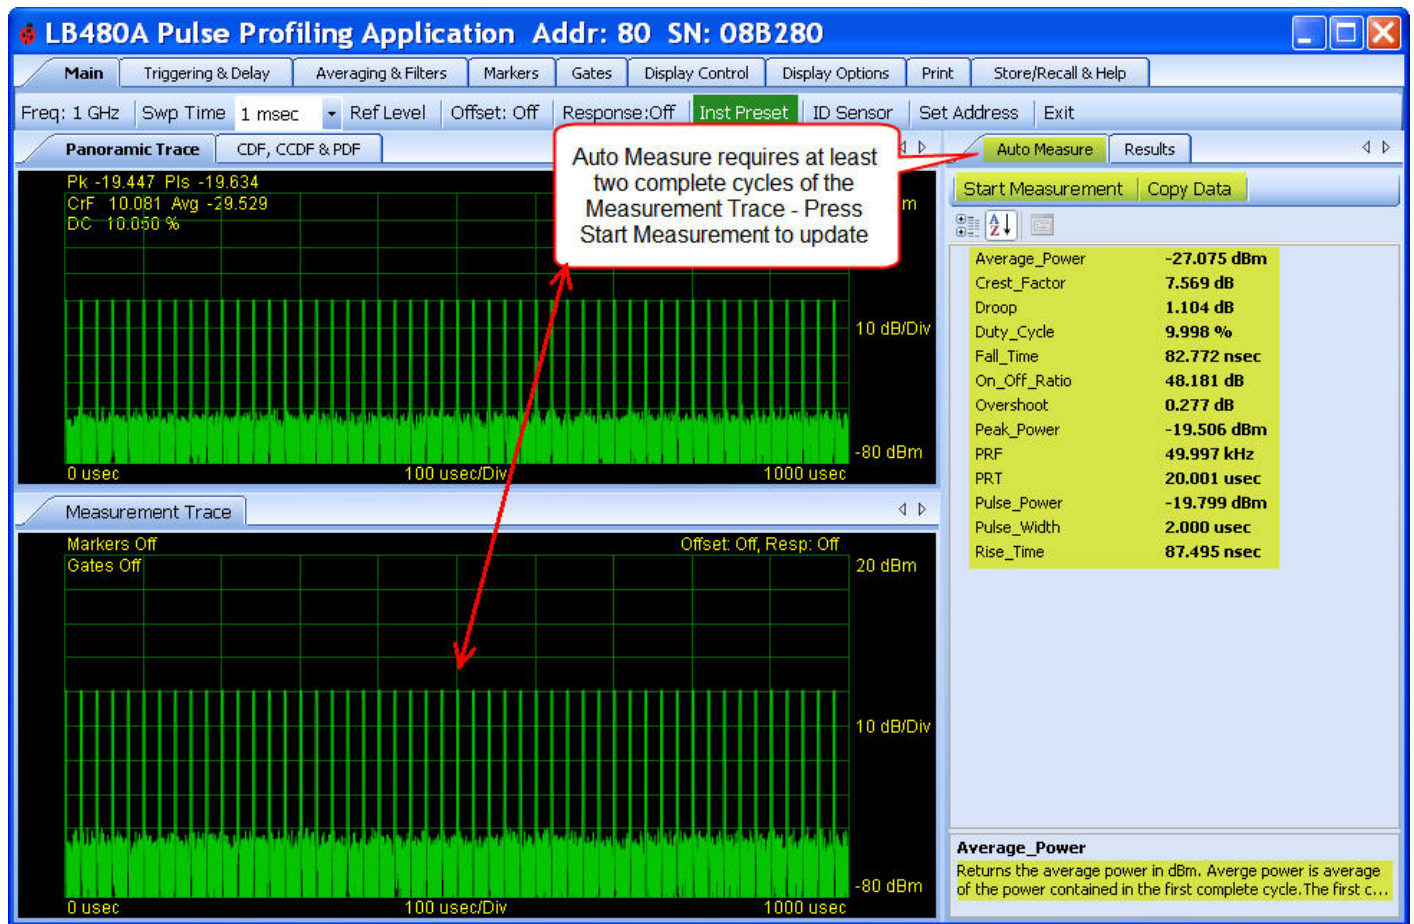 LB480A Pulse Profiling Application Addr: 80 SN: 08B280
Main Triggering & Delay Averaging & Filters Markers Gates Display Control Display Options Print Store/Recall & Help
Freq: 1 GHz Swp Time 1 msec Ref Level Offset: Off Response:Off Inst Preset ID Sensor Set Address Exit
Panoramic Trace CDF, CCDF & PDF
Pk -19.447 Pls -19.634
CrF 10.081 Avg -29.529
DC 10.050 %
m
10 dB/Div
-80 dBm
0 usec 100 usec/Div 1000 usec
Auto Measure requires at least
two complete cycles of the
Measurement Trace - Press
Start Measurement to update
Measurement Trace
Markers Off Offset: Off, Resp: Off
Gates Off 20 dBm
10 dB/Div
-80 dBm
0 usec 100 usec/Div 1000 usec
Auto Measure Results
Start Measurement Copy Data
Average_Power -27.075 dBm
Crest_Factor 7.569 dB
Droop 1.104 dB
Duty_Cycle 9.998 %
Fall_Time 82.772 nsec
On_Off_Ratio 48.181 dB
Overshoot 0.277 dB
Peak_Power -19.506 dBm
PRF 49.997 kHz
PRT 20.001 usec
Pulse_Power -19.799 dBm
Pulse_Width 2.000 usec
Rise_Time 87.495 nsec
Average_Power
Returns the average power in dBm. Averge power is average
of the power contained in the first complete cycle.The first c...